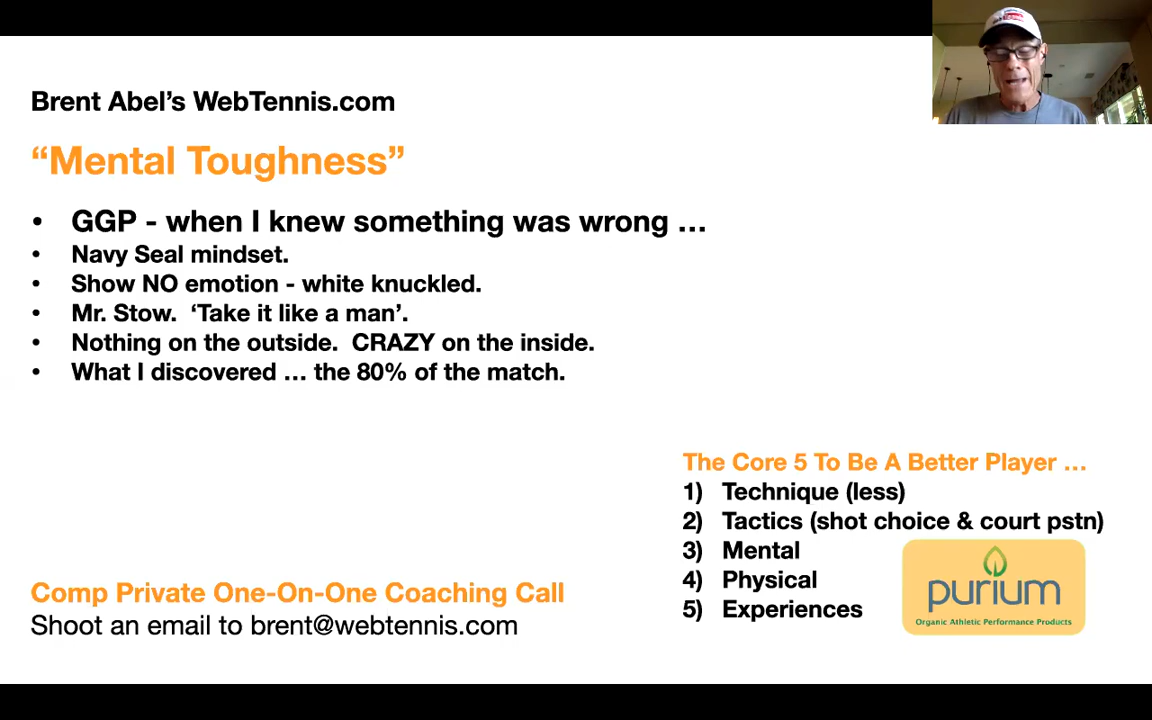 Brent Abel’s WebTennis.com
“Mental Toughness”
• GGP - when I knew something was wrong …
• Navy Seal mindset.
• Show NO emotion - white knuckled.
• Mr. Stow.  ‘Take it like a man’.
• Nothing on the outside.  CRAZY on the inside.
• What I discovered … the 80% of the match.
The Core 5 To Be A Better Player …
1) Technique (less)
2) Tactics (shot choice & court pstn)
3) Mental
4) Physical
5) Experiences
purium
Organic Athletic Performance Products
Comp Private One-On-One Coaching Call
Shoot an email to brent@webtennis.com